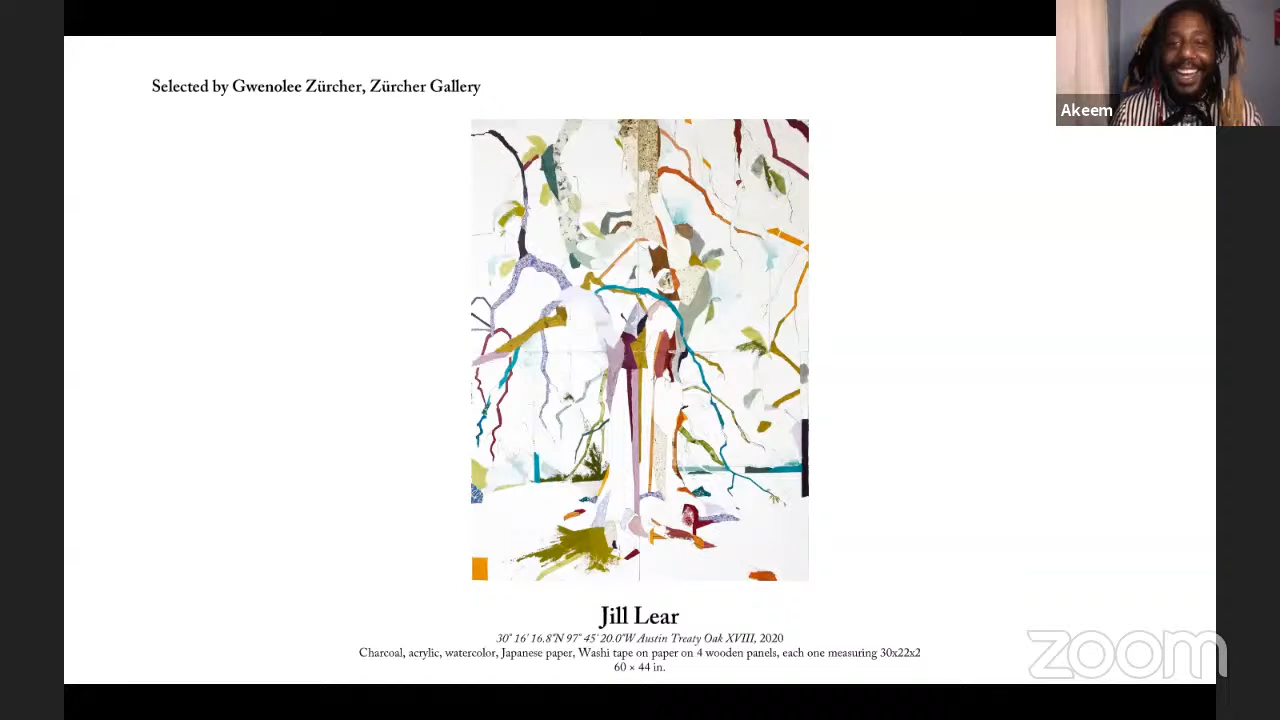 Selected by Gwenolee Zürcher, Zürcher Gallery
Akeem
Jill Lear
30° 16' 16.8"N 97° 45' 20.0"W Austin Treaty Oak XVIII, 2020
Charcoal, acrylic, watercolor, Japanese paper, Washi tape on paper on 4 wooden panels, each one measuring 30x22x2
60 × 44 in.
zoom